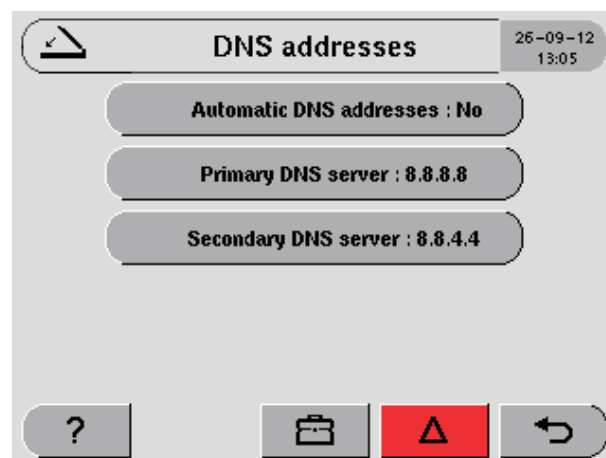 DNS addresses
26-09-12
13:05
Automatic DNS addresses : No
Primary DNS server : 8.8.8.8
Secondary DNS server : 8.8.4.4
?